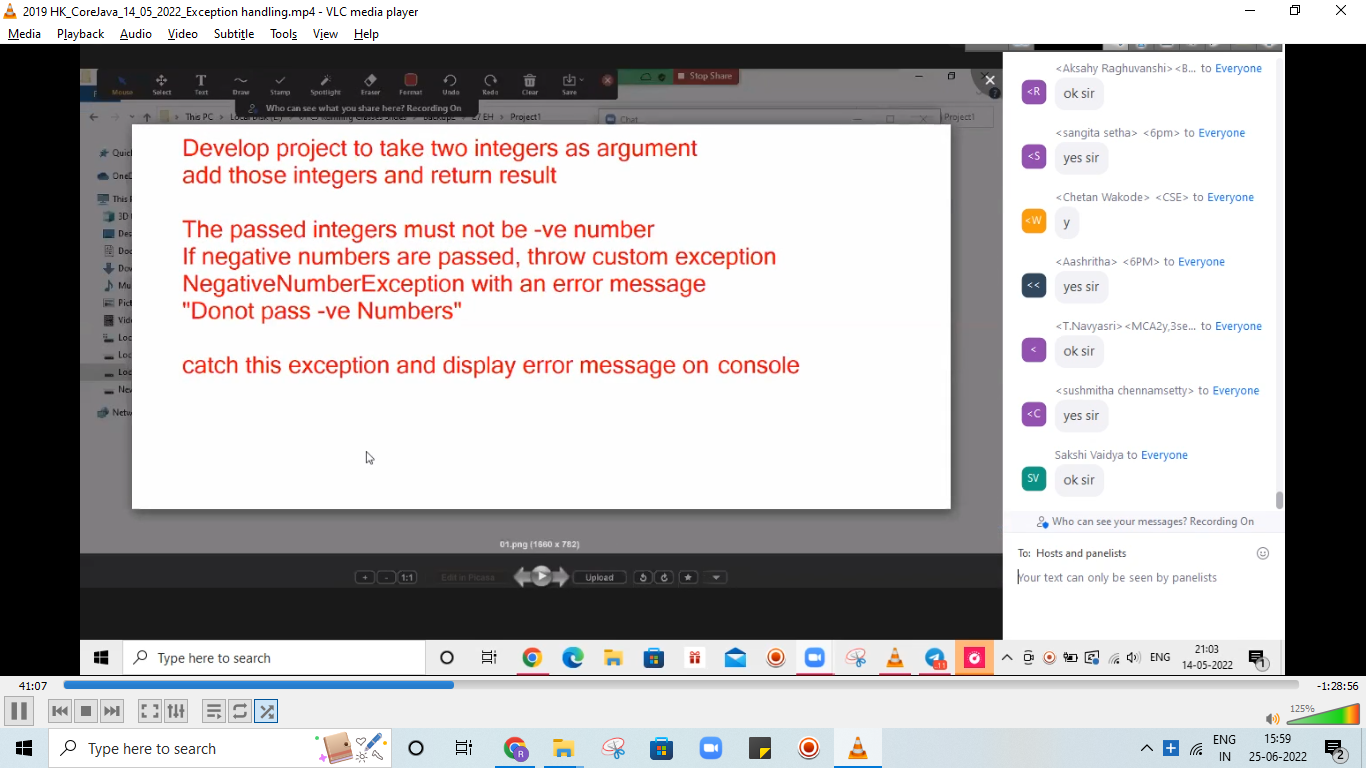 2019 HK_CoreJava_14_05_2022_Exception handling.mp4 - VLC media player
Media Playback Audio Video Subtitle Tools View Help
Mouse Select Text Draw Stamp Spotlight Eraser Format Undo Redo Clear Save
Stop Share
Who can see what you share here? Recording On
This PC
EH
Project1
Chat
Project1
Develop project to take two integers as argument
add those integers and return result
The passed integers must not be -ve number
If negative numbers are passed, throw custom exception
NegativeNumberException with an error message
"Donot pass -ve Numbers"
catch this exception and display error message on console
Quic
OneD
This P
3D
Des
Doc
Dov
Mu
Pict
Vide
Loc
Loc
Loc
Nev
Netw
01.png (1660 x 782)
+ - 1:1 Edit in Picasa Upload
<Aksahy Raghuvanshi><B... to Everyone
<R
ok sir
<sangita setha> <6pm> to Everyone
<S
yes sir
<Chetan Wakode> <CSE> to Everyone
<W
y
<Aashritha> <6PM> to Everyone
<<
yes sir
<T.Navyasri><MCA2y,3se... to Everyone
<
ok sir
<sushmitha chennamsetty> to Everyone
<C
yes sir
Sakshi Vaidya to Everyone
SV
ok sir
Who can see your messages? Recording On
To: Hosts and panelists
Your text can only be seen by panelists
Type here to search
11
ENG
21:03
14-05-2022
1
41:07
-1:28:56
125%
Type here to search
R
ENG
IN
15:59
25-06-2022
2